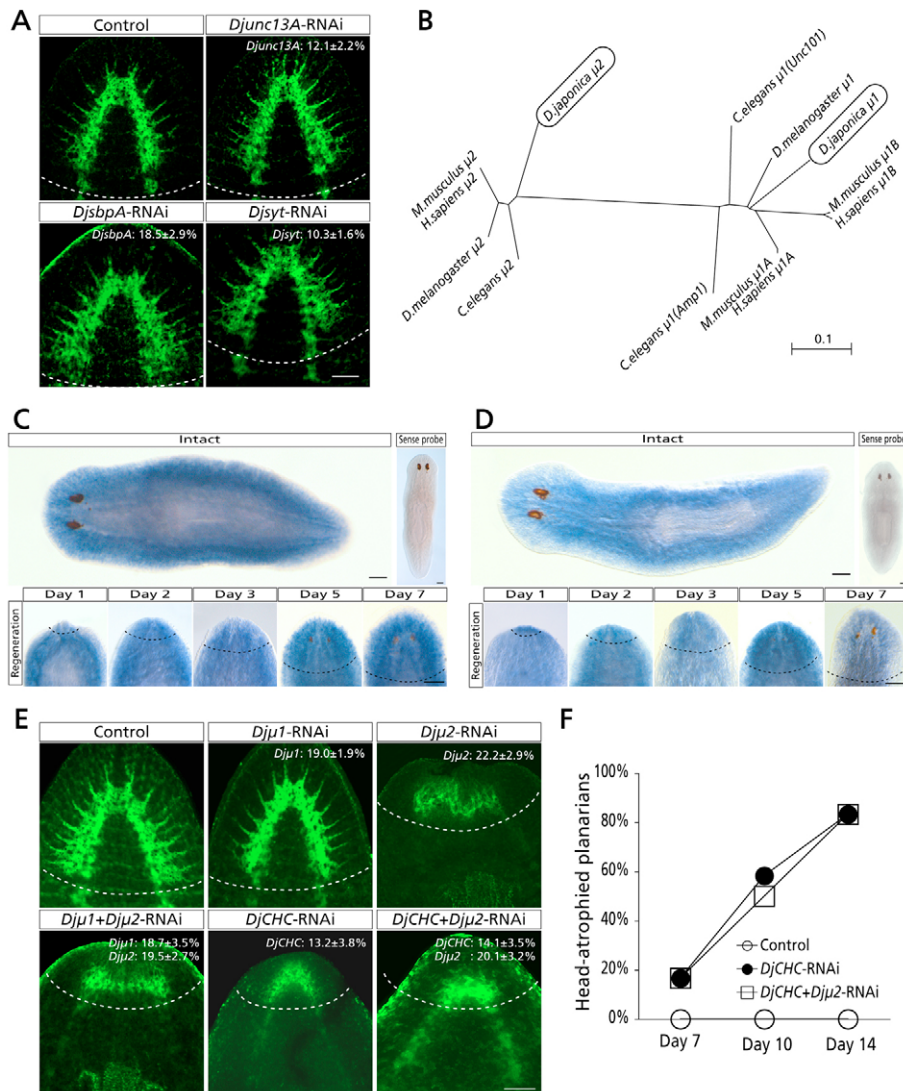 A
Control
Djunc13A-RNAi
Djunc13A: 12.1±2.2%
DjsbpA-RNAi
Djsyt-RNAi
DjsbpA: 18.5±2.9%
Djsyt: 10.3±1.6%
B
D.japonica μ2
C.elegans μ1(Unc101)
D.melanogaster μ1
D.japonica μ1
M.musculus μ2
H.sapiens μ2
M.musculus μ1B
H.sapiens μ1B
D.melanogaster μ2
C.elegans μ2
C.elegans μ1(Amp1)
M.musculus μ1A
H.sapiens μ1A
0.1
C
Intact
Sense probe
Day 1
Day 2
Day 3
Day 5
Day 7
Regeneration
D
Intact
Sense probe
Day 1
Day 2
Day 3
Day 5
Day 7
Regeneration
E
Control
Djμ1-RNAi
Djμ2-RNAi
Djμ1: 19.0±1.9%
Djμ2: 22.2±2.9%
Djμ1+Djμ2-RNAi
DjCHC-RNAi
DjCHC+Djμ2-RNAi
Djμ1: 18.7±3.5%
Djμ2: 19.5±2.7%
DjCHC: 13.2±3.8%
DjCHC: 14.1±3.5%
Djμ2 : 20.1±3.2%
F
Head-atrophied planarians
100%
80%
60%
40%
20%
0%
Control
DjCHC-RNAi
DjCHC+Djμ2-RNAi
Day 7
Day 10
Day 14